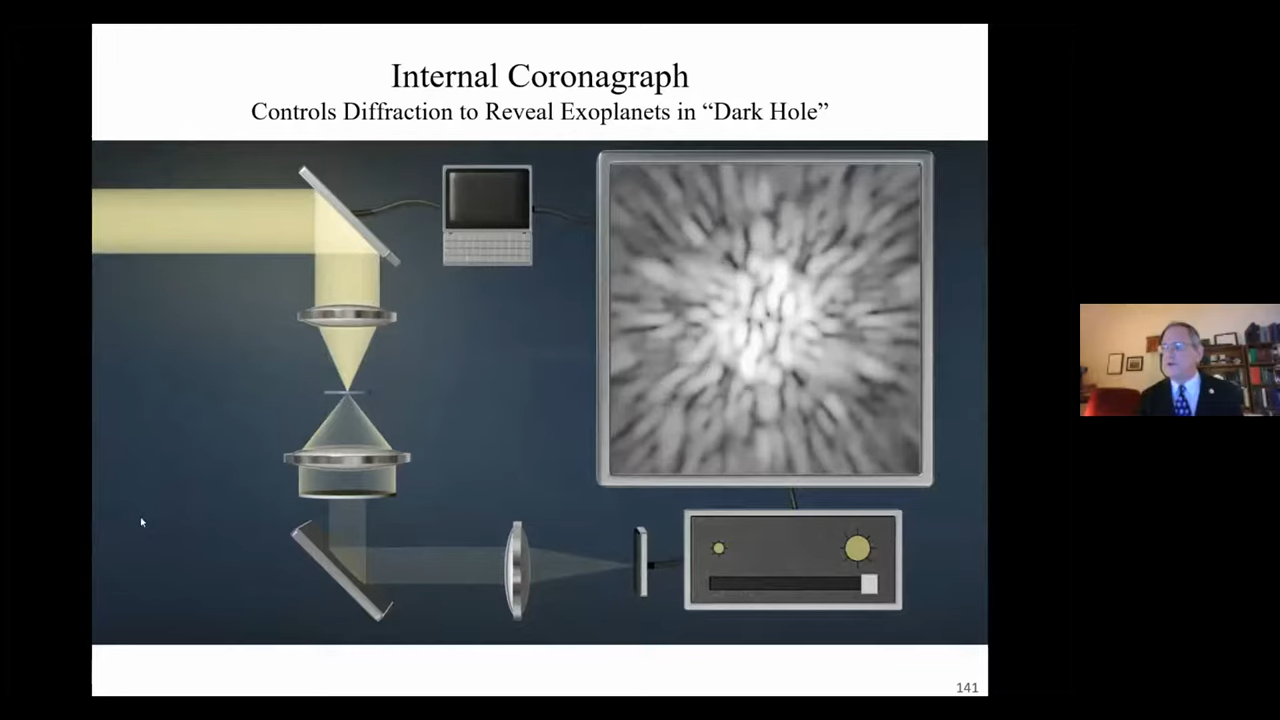 Internal Coronagraph
Controls Diffraction to Reveal Exoplanets in “Dark Hole”
141